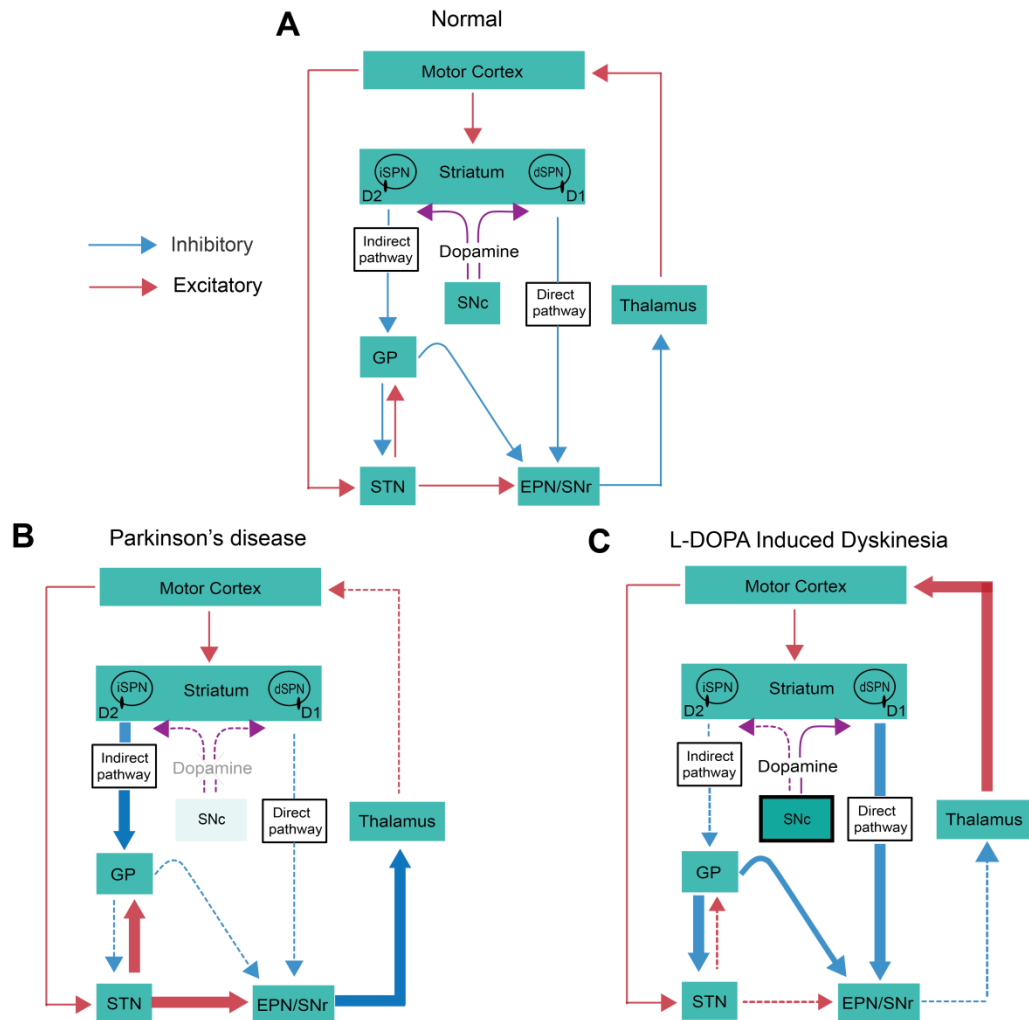 A
Normal
Motor Cortex
iSPN
Striatum
dSPN
D2
D1
Inhibitory
Excitatory
Indirect
pathway
Dopamine
SNc
Direct
pathway
Thalamus
GP
STN
EPN/SNr
B
Parkinson's disease
Motor Cortex
iSPN
Striatum
dSPN
D2
D1
Indirect
pathway
Dopamine
SNc
Direct
pathway
Thalamus
GP
STN
EPN/SNr
C
L-DOPA Induced Dyskinesia
Motor Cortex
iSPN
Striatum
dSPN
D2
D1
Indirect
pathway
Dopamine
SNc
Direct
pathway
Thalamus
GP
STN
EPN/SNr